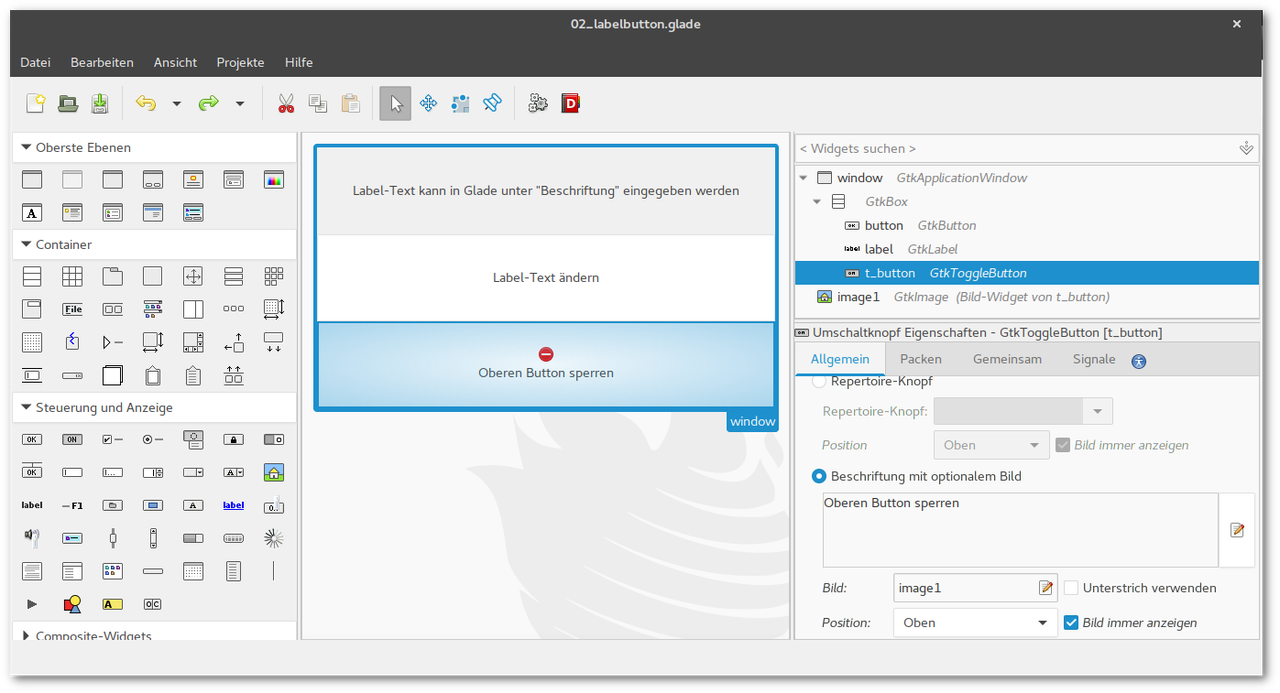 02_labelbutton.glade
Datei Bearbeiten Ansicht Projekte Hilfe
Oberste Ebenen
Container
File
Steuerung und Anzeige
OK ON
OK
label F1 label
OC
Composite-Widgets
Label-Text kann in Glade unter "Beschriftung" eingegeben werden
Label-Text ändern
Oberen Button sperren
window
< Widgets suchen >
window GtkApplicationWindow
GtkBox
button GtkButton
label label GtkLabel
t_button GtkToggleButton
image1 GtkImage (Bild-Widget von t_button)
Umschaltknopf Eigenschaften - GtkToggleButton [t_button]
Allgemein Packen Gemeinsam Signale
Repertoire-Knopf
Repertoire-Knopf:
Position Oben Bild immer anzeigen
Beschriftung mit optionalem Bild
Oberen Button sperren
Bild: image1 Unterstrich verwenden
Position: Oben Bild immer anzeigen